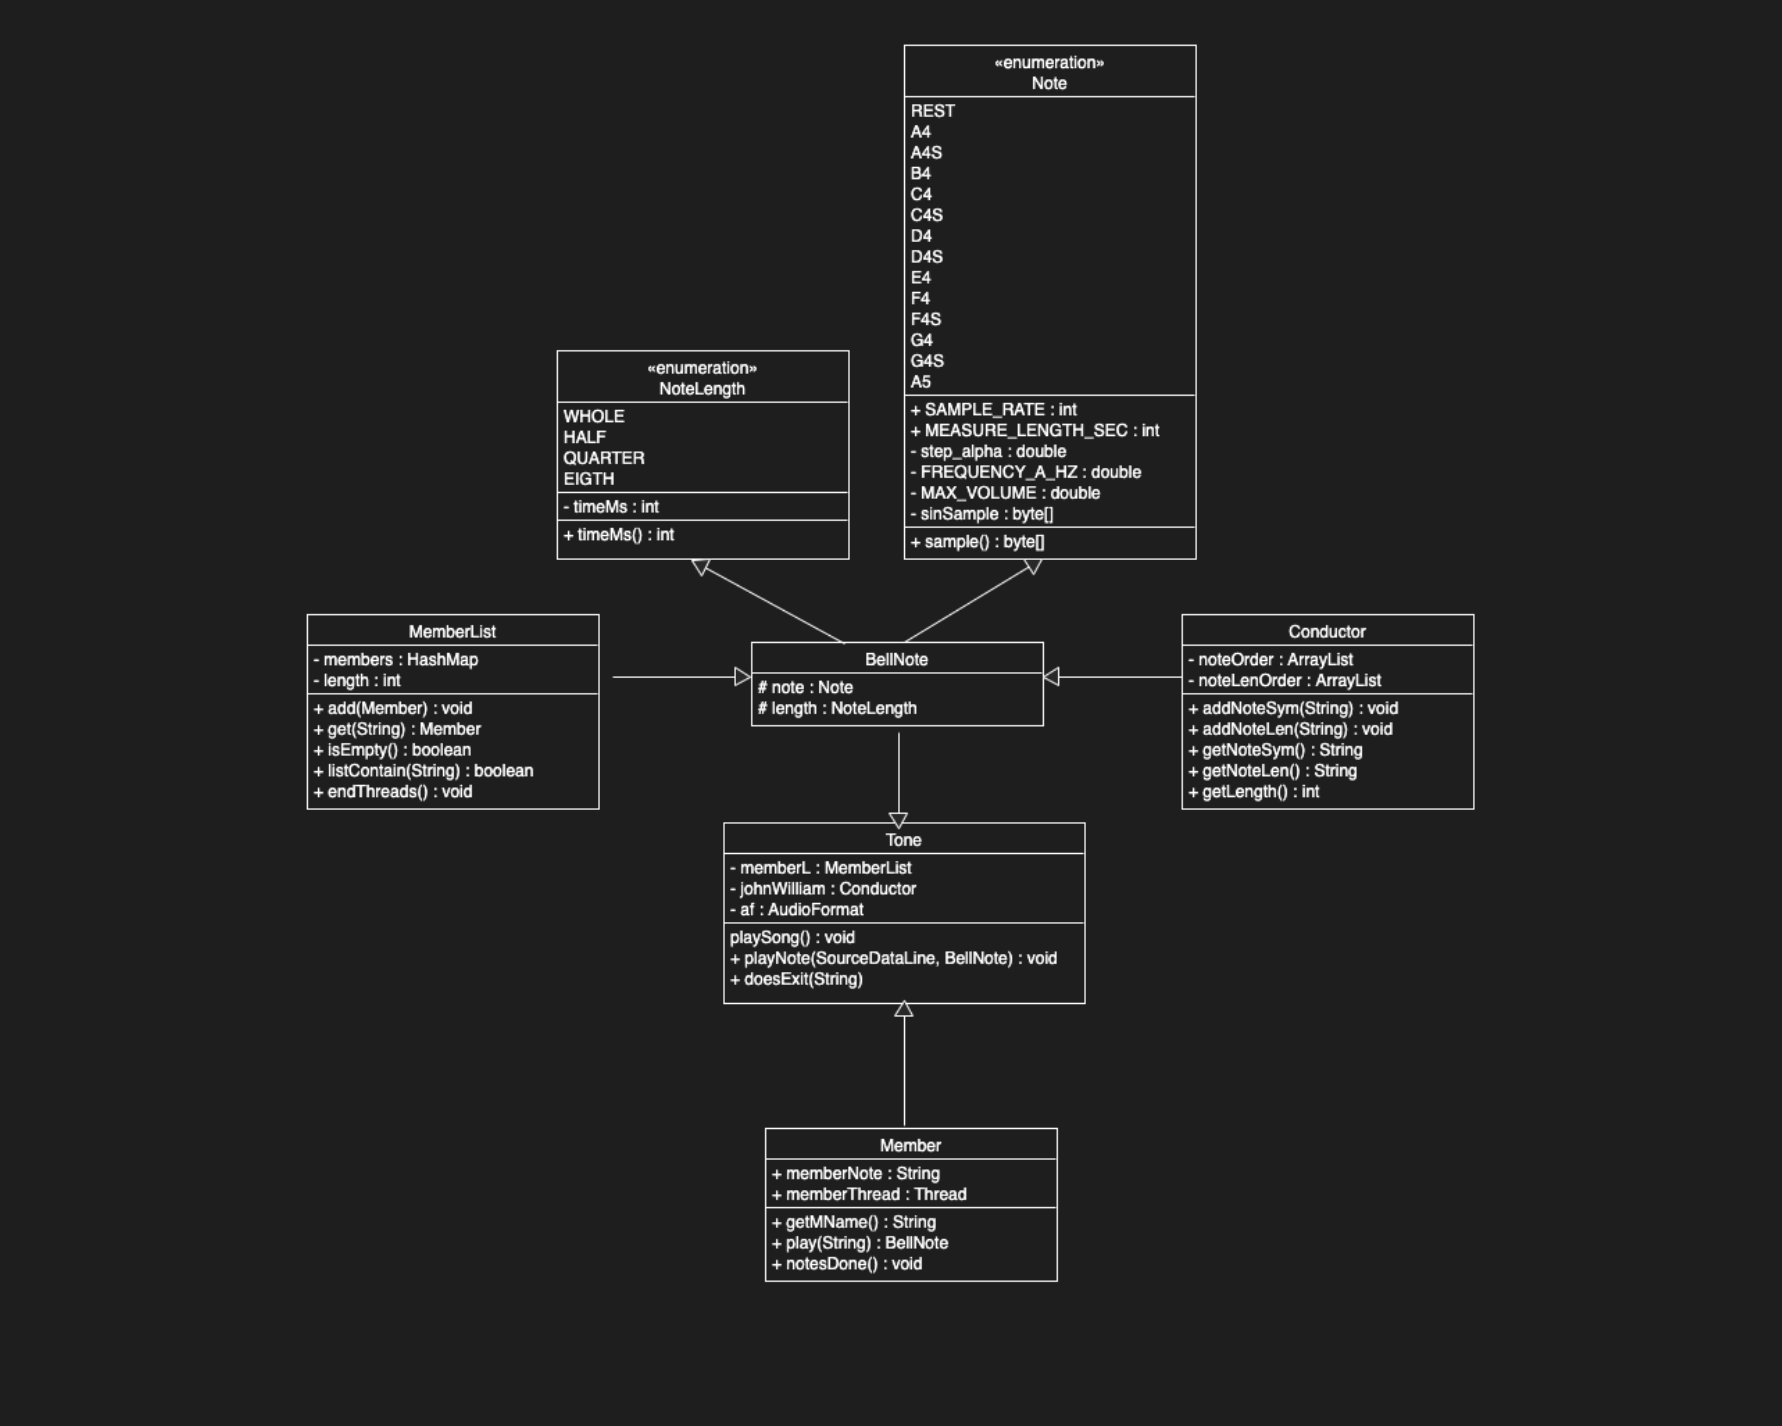 «enumeration»
Note
REST
A4
A4S
B4
C4
C4S
D4
D4S
E4
F4
F4S
G4
G4S
A5
+ SAMPLE_RATE : int
+ MEASURE_LENGTH_SEC : int
- step_alpha : double
- FREQUENCY_A_HZ : double
- MAX_VOLUME : double
- sinSample : byte[]
+ sample() : byte[]
«enumeration»
NoteLength
WHOLE
HALF
QUARTER
EIGTH
- timeMs : int
+ timeMs() : int
MemberList
- members : HashMap
- length : int
+ add(Member) : void
+ get(String) : Member
+ isEmpty() : boolean
+ listContain(String) : boolean
+ endThreads() : void
BellNote
# note : Note
# length : NoteLength
Conductor
- noteOrder : ArrayList
- noteLenOrder : ArrayList
+ addNoteSym(String) : void
+ addNoteLen(String) : void
+ getNoteSym() : String
+ getNoteLen() : String
+ getLength() : int
Tone
- memberL : MemberList
- johnWilliam : Conductor
- af : AudioFormat
playSong() : void
+ playNote(SourceDataLine, BellNote) : void
+ doesExit(String)
Member
+ memberNote : String
+ memberThread : Thread
+ getMName() : String
+ play(String) : BellNote
+ notesDone() : void